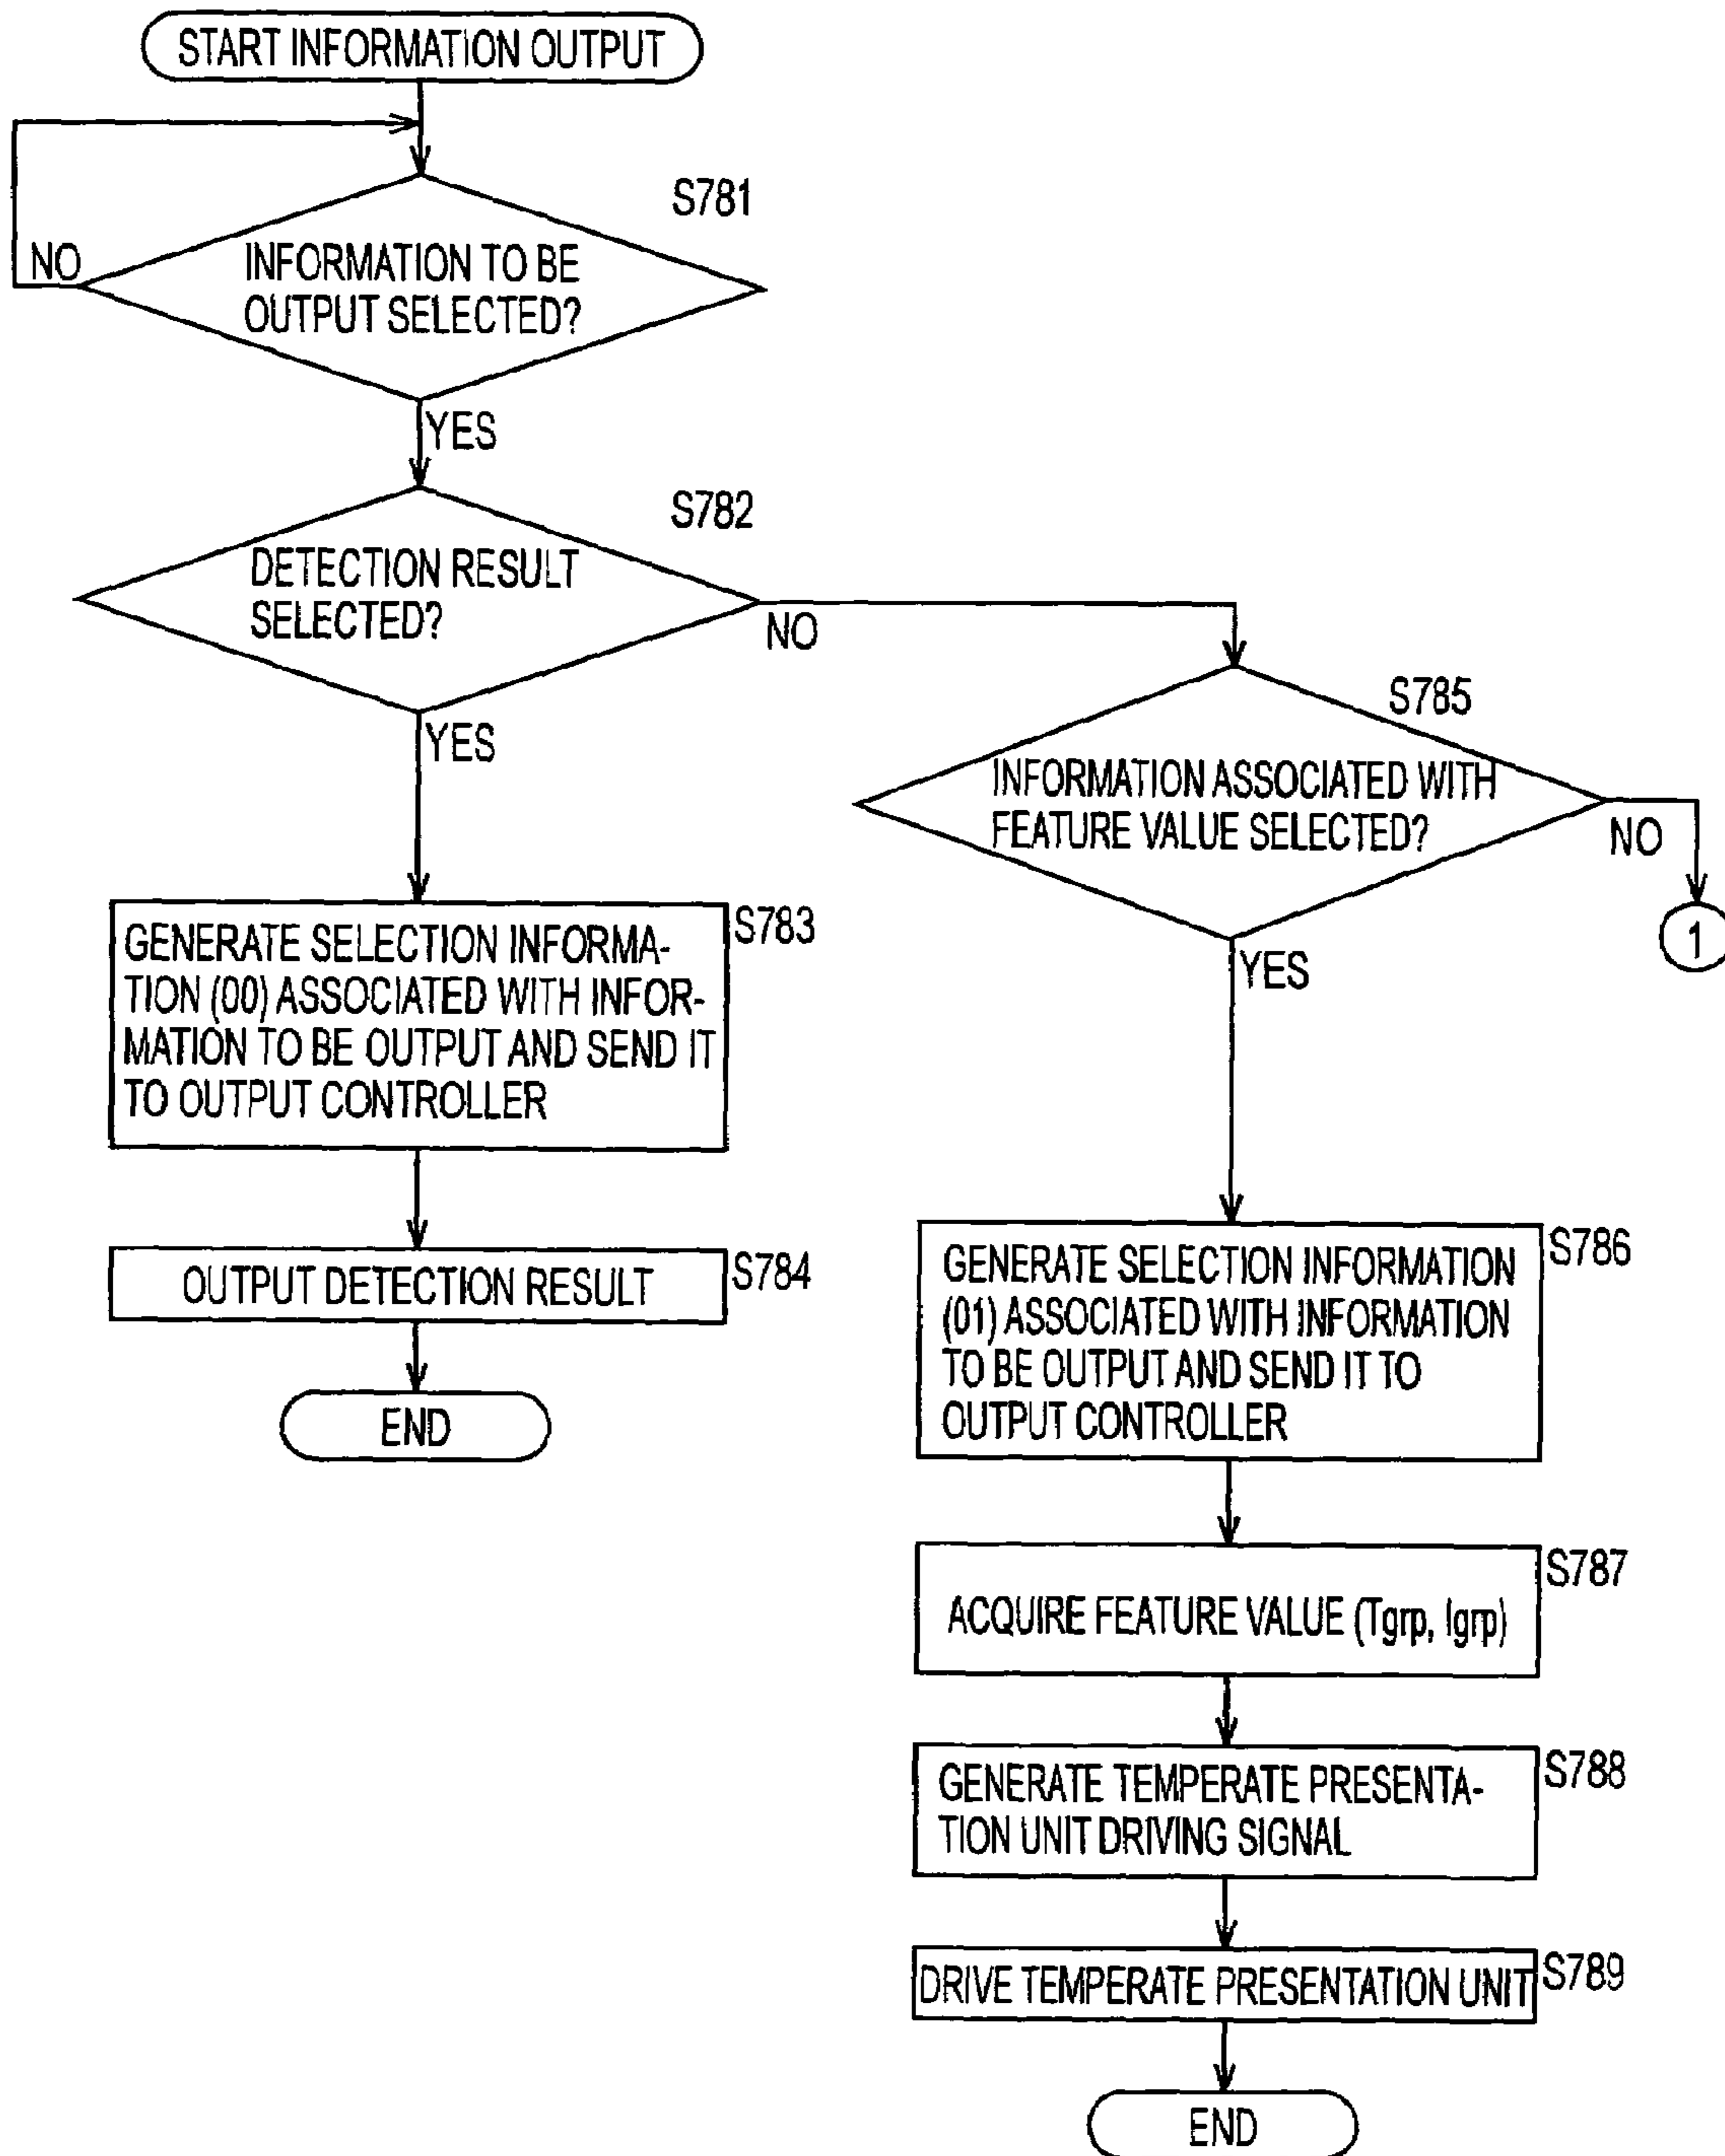 START INFORMATION OUTPUT
S781
INFORMATION TO BE
OUTPUT SELECTED?
NO
YES
S782
DETECTION RESULT
SELECTED?
NO
YES
S785
INFORMATION ASSOCIATED WITH
FEATURE VALUE SELECTED?
NO
1
YES
S783
GENERATE SELECTION INFORMA-
TION (00) ASSOCIATED WITH INFOR-
MATION TO BE OUTPUT AND SEND IT
TO OUTPUT CONTROLLER
S784
OUTPUT DETECTION RESULT
END
S786
GENERATE SELECTION INFORMATION
(01) ASSOCIATED WITH INFORMATION
TO BE OUTPUT AND SEND IT TO
OUTPUT CONTROLLER
S787
ACQUIRE FEATURE VALUE (Tgrp, Igrp)
S788
GENERATE TEMPERATE PRESENTA-
TION UNIT DRIVING SIGNAL
S789
DRIVE TEMPERATE PRESENTATION UNIT
END